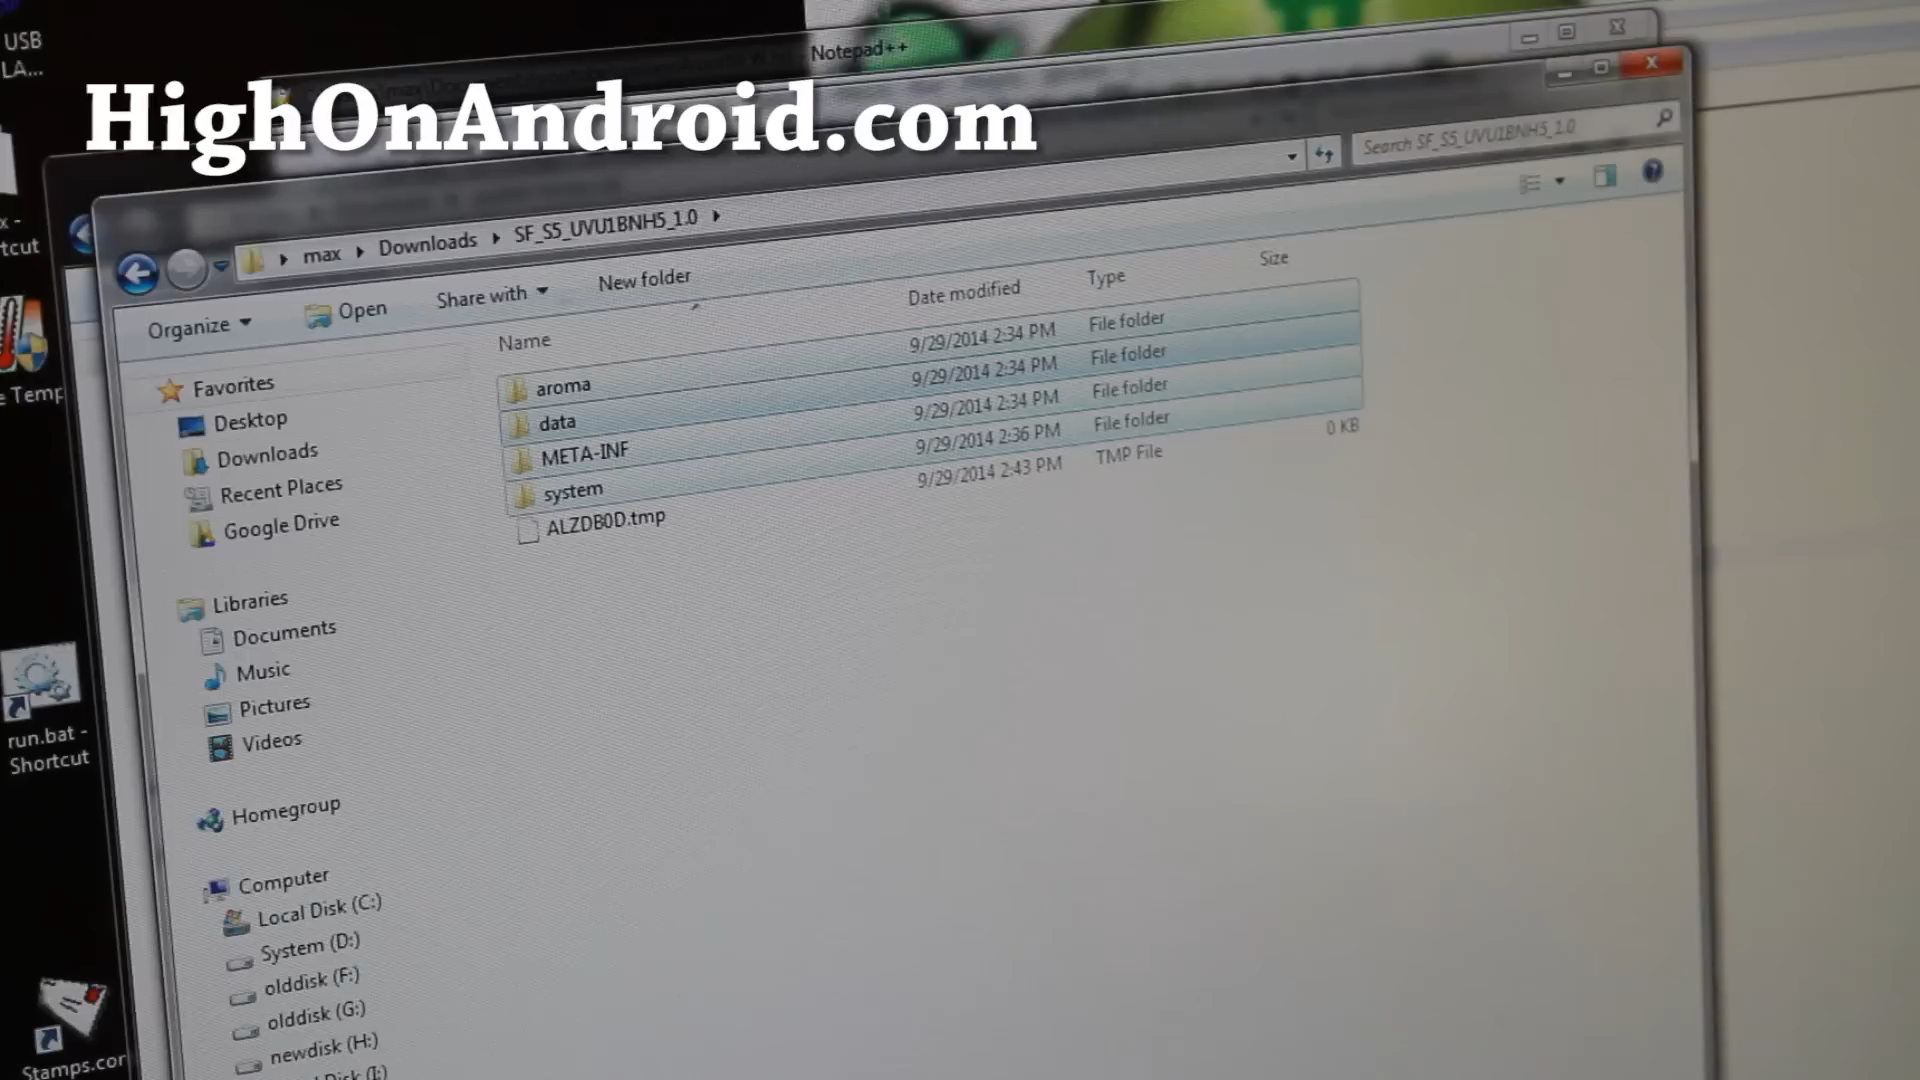 USB
LA...
- Notepad++
HighOnAndroid.com
Search SF_S5_UVU1BNH5_1.0
max Downloads SF_S5_UVU1BNH5_1.0
Organize Open Share with New folder
Name Date modified Type Size
aroma 9/29/2014 2:34 PM File folder
data 9/29/2014 2:34 PM File folder
META-INF 9/29/2014 2:34 PM File folder
system 9/29/2014 2:36 PM File folder
ALZDB0D.tmp 9/29/2014 2:43 PM TMP File 0 KB
Favorites
Desktop
Downloads
Recent Places
Google Drive
Libraries
Documents
Music
Pictures
Videos
Homegroup
Computer
Local Disk (C:)
System (D:)
olddisk (F:)
olddisk (G:)
newdisk (H:)
Disk (I:)
e Temp
run.bat -
Shortcut
Stamps.com